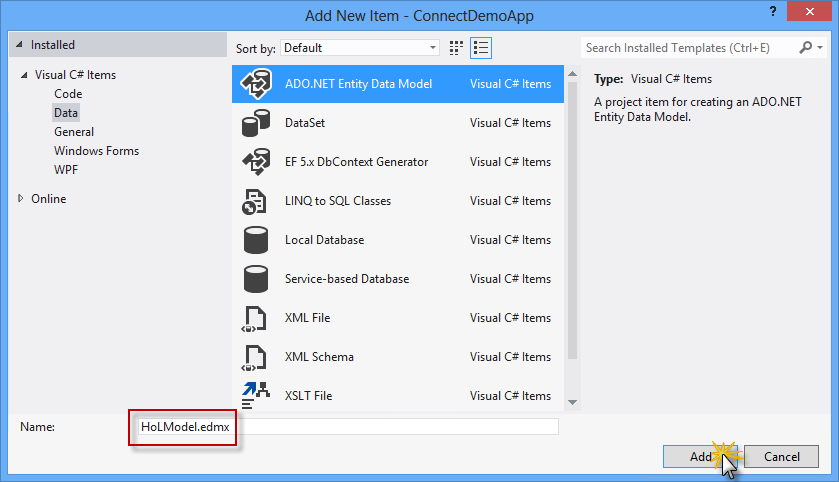 Add New Item - ConnectDemoApp
?
Installed
Sort by: Default
Search Installed Templates (Ctrl+E)
Visual C# Items
Code
Data
General
Windows Forms
WPF
Online
ADO.NET Entity Data Model Visual C# Items
DataSet Visual C# Items
EF 5.x DbContext Generator Visual C# Items
LINQ to SQL Classes Visual C# Items
Local Database Visual C# Items
Service-based Database Visual C# Items
XML File Visual C# Items
XML Schema Visual C# Items
XSLT File Visual C# Items
Type: Visual C# Items
A project item for creating an ADO.NET
Entity Data Model.
Name: HoLModel.edmx
Add Cancel